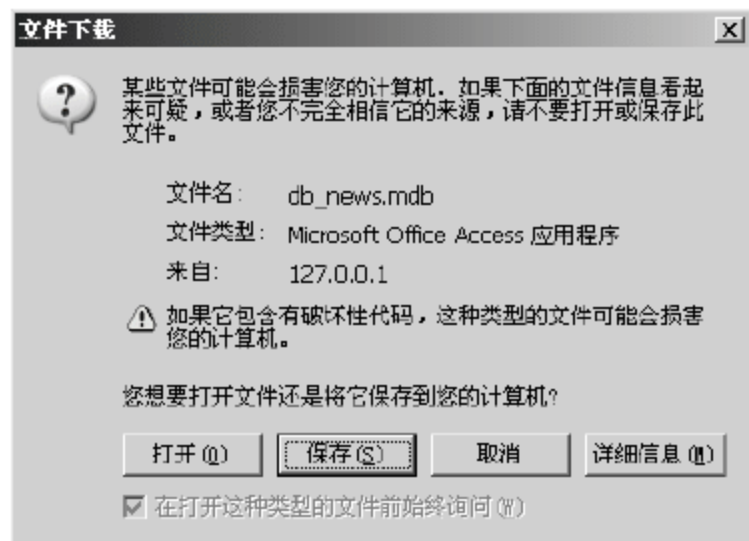 文件下载
某些文件可能会损害您的计算机。如果下面的文件信息看起
来可疑，或者您不完全相信它的来源，请不要打开或保存此
文件。
文件名: db_news.mdb
文件类型: Microsoft Office Access 应用程序
来自: 127.0.0.1
如果它包含有破坏性代码，这种类型的文件可能会损害
您的计算机。
您想要打开文件还是将它保存到您的计算机?
打开(O) 保存(S) 取消 详细信息(M)
在打开这种类型的文件前始终询问(W)